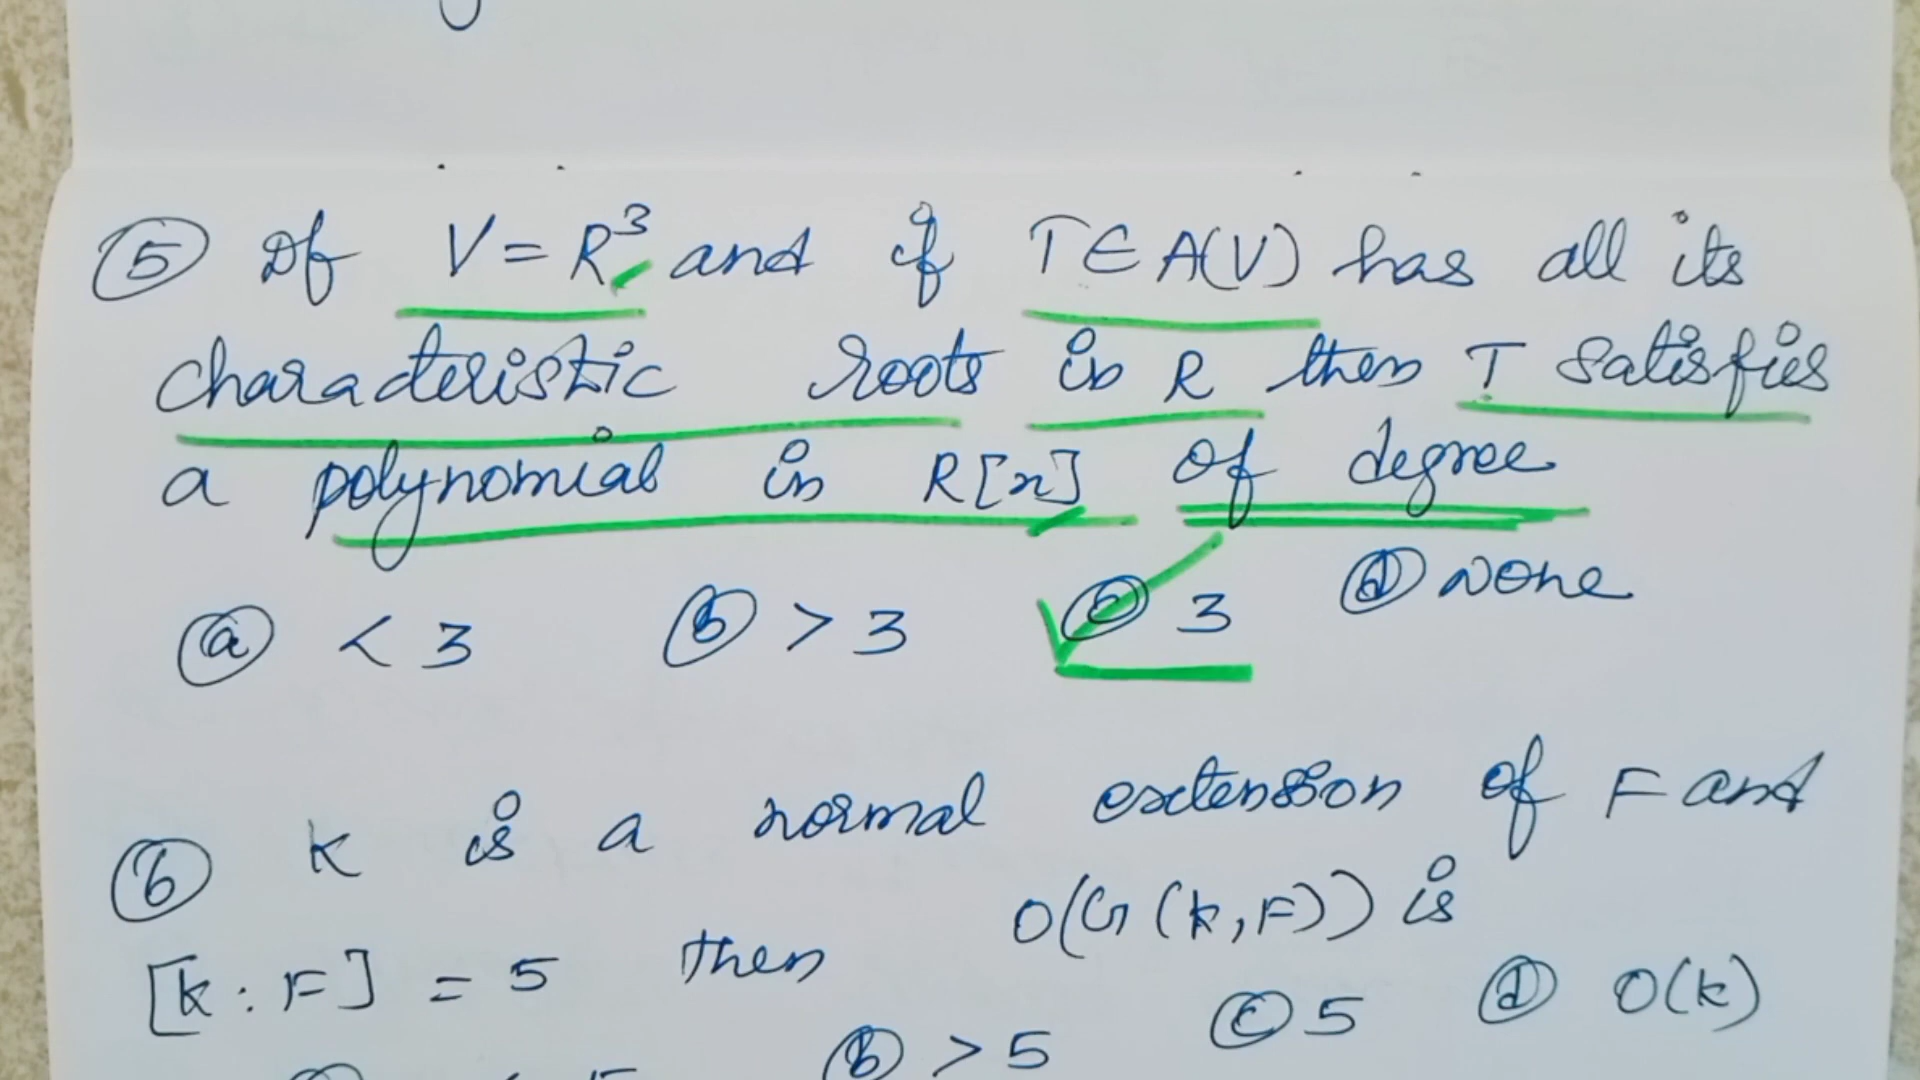 ⑤ If V = R³ and if T ∈ A(V) has all its
characteristic roots in R then T satisfies
a polynomial in R[x] of degree
ⓐ < 3 ⓑ > 3 ⓒ 3 ⓓ None
⑥ K is a normal extension of F and
[K : F] = 5 then O(G(K,F)) is
ⓑ > 5 ⓒ 5 ⓓ O(K)